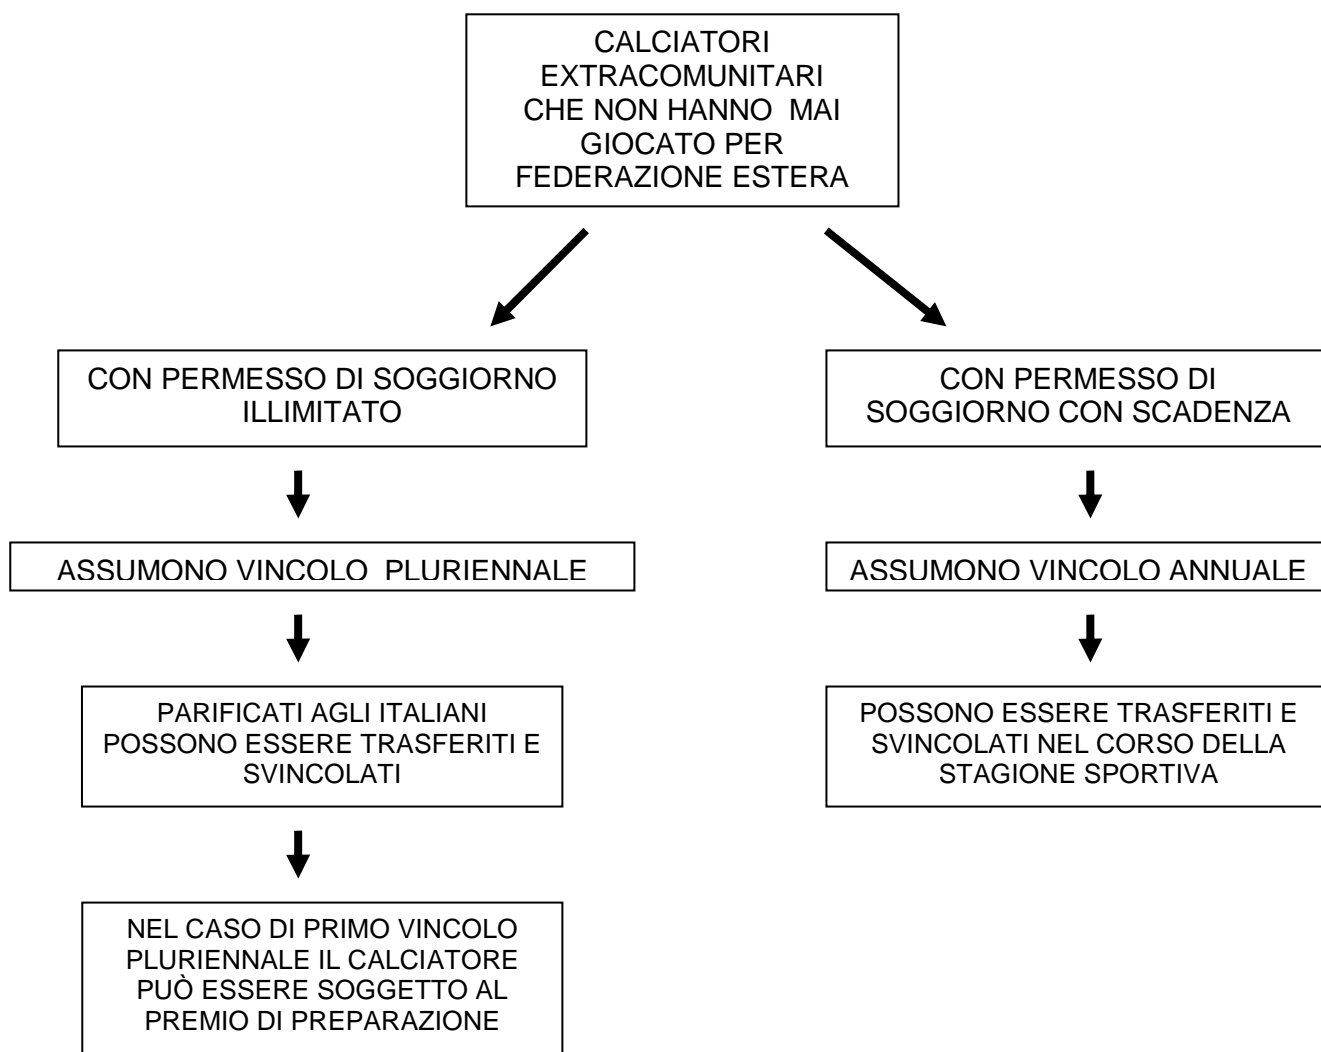 CALCIATORI
EXTRACOMUNITARI
CHE NON HANNO MAI
GIOCATO PER
FEDERAZIONE ESTERA
CON PERMESSO DI SOGGIORNO
ILLIMITATO
CON PERMESSO DI
SOGGIORNO CON SCADENZA
ASSUMONO VINCOLO PLURIENNALE
ASSUMONO VINCOLO ANNUALE
PARIFICATI AGLI ITALIANI
POSSONO ESSERE TRASFERITI E
SVINCOLATI
POSSONO ESSERE TRASFERITI E
SVINCOLATI NEL CORSO DELLA
STAGIONE SPORTIVA
NEL CASO DI PRIMO VINCOLO
PLURIENNALE IL CALCIATORE
PUÒ ESSERE SOGGETTO AL
PREMIO DI PREPARAZIONE